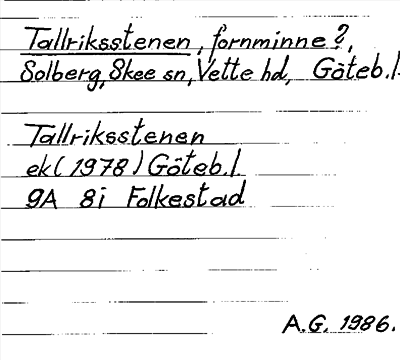 Tallriksstenen, fornminne?,
Solberg, Skee sn, Vette hd, Göteb.l.
Tallriksstenen
ek (1978) Göteb.l.
9A 8i Folkestad
A.G. 1986.